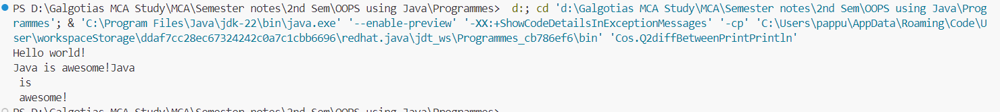 PS D:\Galgotias MCA Study\MCA\Semester notes\2nd Sem\OOPS using Java\Programmes>  d:; cd 'd:\Galgotias MCA Study\MCA\Semester notes\2nd Sem\OOPS using Java\Prog
rammes'; & 'C:\Program Files\Java\jdk-22\bin\java.exe' '--enable-preview' '-XX:+ShowCodeDetailsInExceptionMessages' '-cp' 'C:\Users\pappu\AppData\Roaming\Code\U
ser\workspaceStorage\ddaf7cc28ec67324242c0a7c1cbb6696\redhat.java\jdt_ws\Programmes_cb786ef6\bin' 'Cos.Q2diffBetweenPrintPrintln'
Hello world!
Java is awesome!Java
 is
 awesome!
PS D:\Galgotias MCA Study\MCA\Semester notes\2nd Sem\OOPS using Java\Programmes>